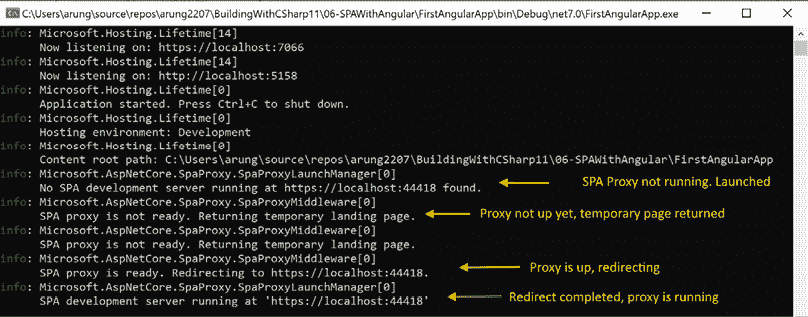 C:\Users\arung\source\repos\arung2207\BuildingWithCSharp11\06-SPAWithAngular\FirstAngularApp\bin\Debug\net7.0\FirstAngularApp.exe
info: Microsoft.Hosting.Lifetime[14]
Now listening on: https://localhost:7066
info: Microsoft.Hosting.Lifetime[14]
Now listening on: http://localhost:5158
info: Microsoft.Hosting.Lifetime[0]
Application started. Press Ctrl+C to shut down.
info: Microsoft.Hosting.Lifetime[0]
Hosting environment: Development
info: Microsoft.Hosting.Lifetime[0]
Content root path: C:\Users\arung\source\repos\arung2207\BuildingWithCSharp11\06-SPAWithAngular\FirstAngularApp
info: Microsoft.AspNetCore.SpaProxy.SpaProxyLaunchManager[0]
No SPA development server running at https://localhost:44418 found.
SPA Proxy not running. Launched
info: Microsoft.AspNetCore.SpaProxy.SpaProxyMiddleware[0]
SPA proxy is not ready. Returning temporary landing page.
Proxy not up yet, temporary page returned
info: Microsoft.AspNetCore.SpaProxy.SpaProxyMiddleware[0]
SPA proxy is not ready. Returning temporary landing page.
info: Microsoft.AspNetCore.SpaProxy.SpaProxyMiddleware[0]
SPA proxy is ready. Redirecting to https://localhost:44418.
Proxy is up, redirecting
info: Microsoft.AspNetCore.SpaProxy.SpaProxyLaunchManager[0]
SPA development server running at 'https://localhost:44418'
Redirect completed, proxy is running